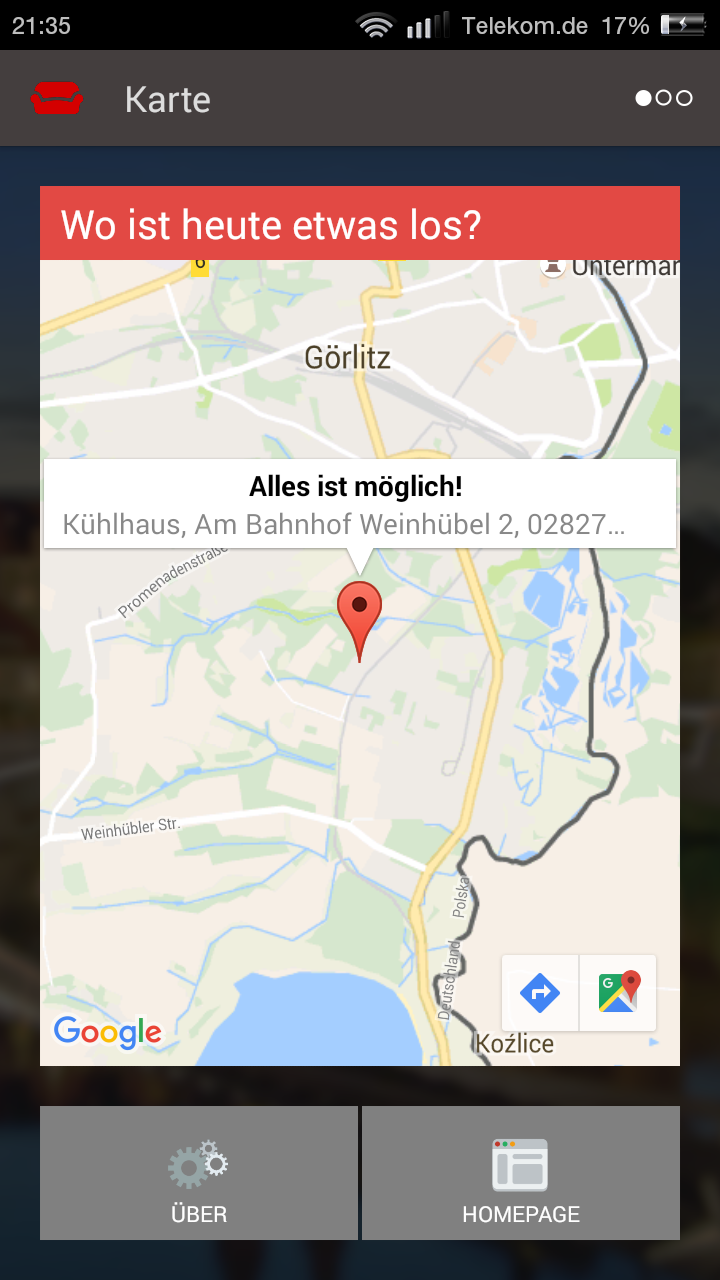 21:35 Telekom.de 17%
Karte
Wo ist heute etwas los?
6
Görlitz
Alles ist möglich!
Kühlhaus, Am Bahnhof Weinhübel 2, 02827...
Promenadenstraße
Weinhübler Str.
Polska
Deutschland
G
Google
Koźlice
ÜBER
HOMEPAGE